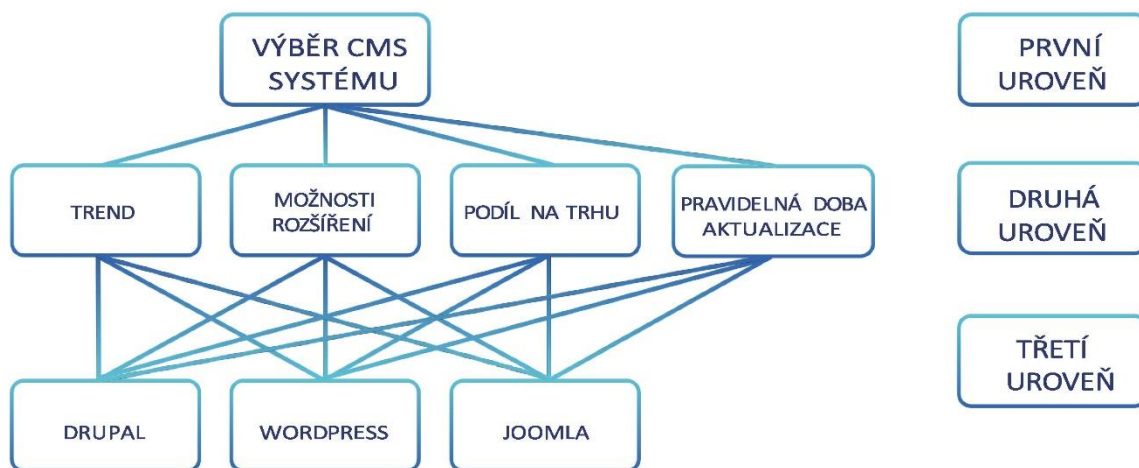 VÝBĚR CMS
SYSTÉMU
PRVNÍ
UROVEŇ
TREND
MOŽNOSTI
ROZŠÍŘENÍ
PODÍL NA TRHU
PRAVIDELNÁ DOBA
AKTUALIZACE
DRUHÁ
UROVEŇ
DRUPAL
WORDPRESS
JOOMLA
TŘETÍ
UROVEŇ